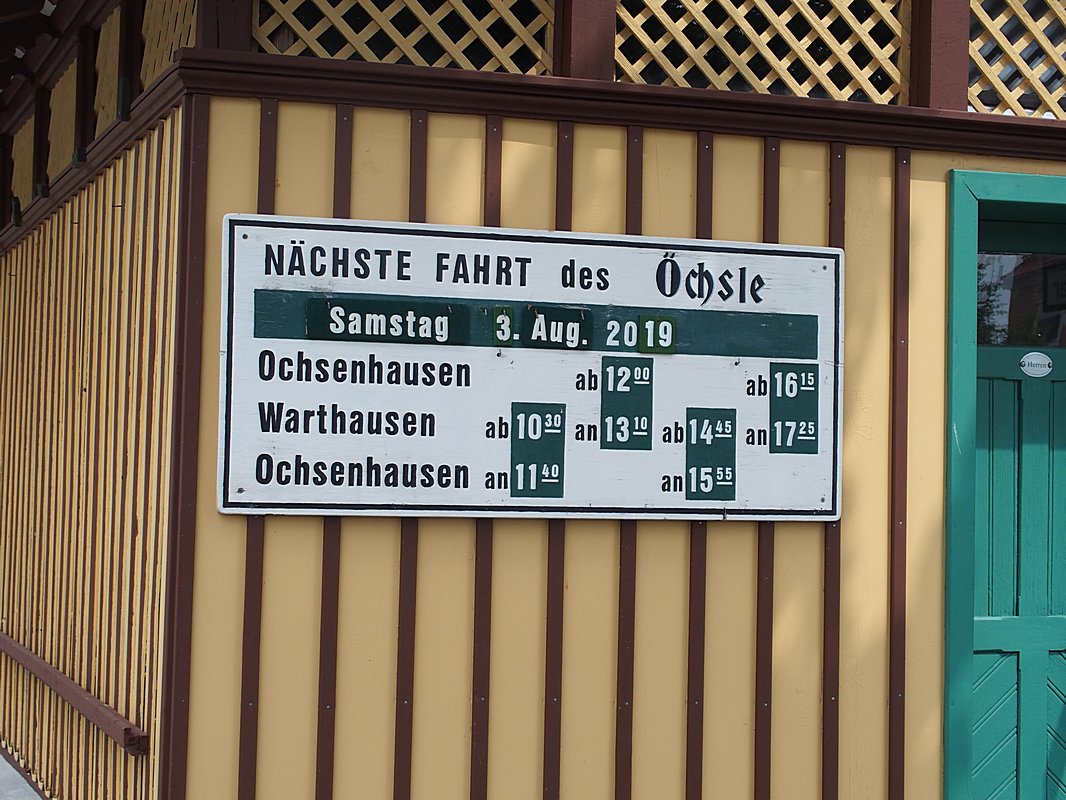 NÄCHSTE FAHRT des Öchsle
Samstag 3. Aug. 2019
Ochsenhausen ab 12 00 ab 16 15
Warthausen ab 10 30 an 13 10 ab 14 45 an 17 25
Ochsenhausen an 11 40 an 15 55
Herren